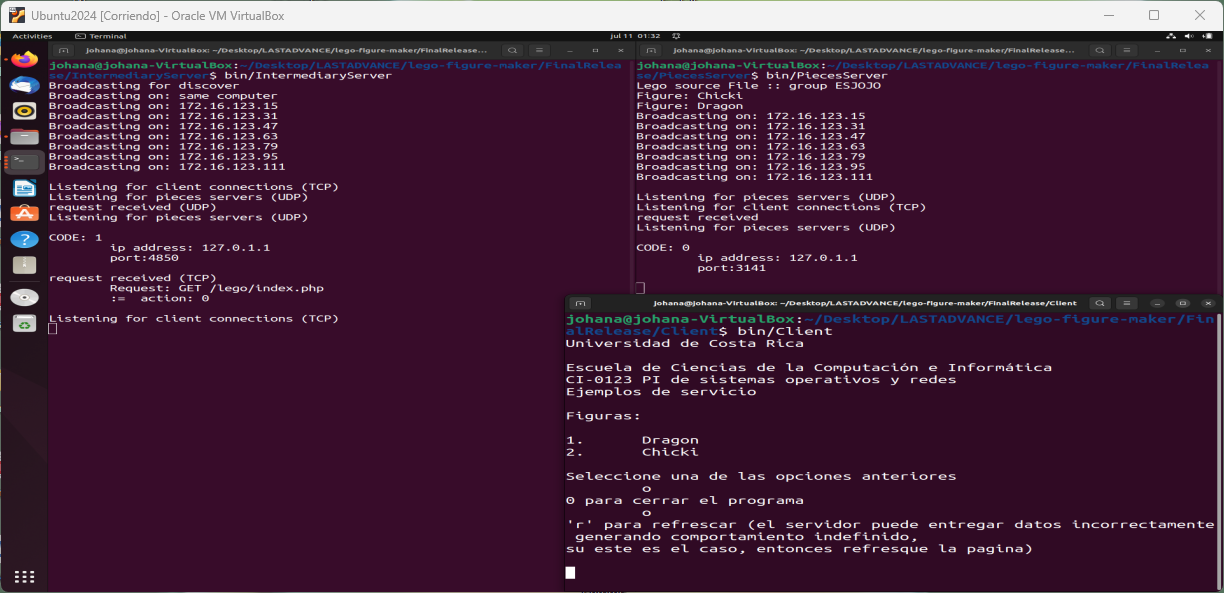 Ubuntu2024 [Corriendo] - Oracle VM VirtualBox
Activities
Terminal
jul 11 01:32
johana@johana-VirtualBox: ~/Desktop/LASTADVANCE/lego-figure-maker/FinalRelease...
johana@johana-VirtualBox:~/Desktop/LASTADVANCE/lego-figure-maker/FinalRelea
se/IntermediaryServer$ bin/IntermediaryServer
Broadcasting for discover
Broadcasting on: same computer
Broadcasting on: 172.16.123.15
Broadcasting on: 172.16.123.31
Broadcasting on: 172.16.123.47
Broadcasting on: 172.16.123.63
Broadcasting on: 172.16.123.79
Broadcasting on: 172.16.123.95
Broadcasting on: 172.16.123.111
Listening for client connections (TCP)
Listening for pieces servers (UDP)
request received (UDP)
Listening for pieces servers (UDP)
CODE: 1
ip address: 127.0.1.1
port:4850
request received (TCP)
Request: GET /lego/index.php
:= action: 0
Listening for client connections (TCP)
johana@johana-VirtualBox: ~/Desktop/LASTADVANCE/lego-figure-maker/FinalRelease...
johana@johana-VirtualBox:~/Desktop/LASTADVANCE/lego-figure-maker/FinalRelea
se/PiecesServer$ bin/PiecesServer
Lego source File :: group ESJOJO
Figure: Chicki
Figure: Dragon
Broadcasting on: 172.16.123.15
Broadcasting on: 172.16.123.31
Broadcasting on: 172.16.123.47
Broadcasting on: 172.16.123.63
Broadcasting on: 172.16.123.79
Broadcasting on: 172.16.123.95
Broadcasting on: 172.16.123.111
Listening for pieces servers (UDP)
Listening for client connections (TCP)
request received
Listening for pieces servers (UDP)
CODE: 0
ip address: 127.0.1.1
port:3141
johana@johana-VirtualBox: ~/Desktop/LASTADVANCE/lego-figure-maker/FinalRelease/Client
johana@johana-VirtualBox:~/Desktop/LASTADVANCE/lego-figure-maker/Fin
alRelease/Client$ bin/Client
Universidad de Costa Rica
Escuela de Ciencias de la Computación e Informática
CI-0123 PI de sistemas operativos y redes
Ejemplos de servicio
Figuras:
1. Dragon
2. Chicki
Seleccione una de las opciones anteriores
o
0 para cerrar el programa
o
'r' para refrescar (el servidor puede entregar datos incorrectamente
generando comportamiento indefinido,
su este es el caso, entonces refresque la pagina)